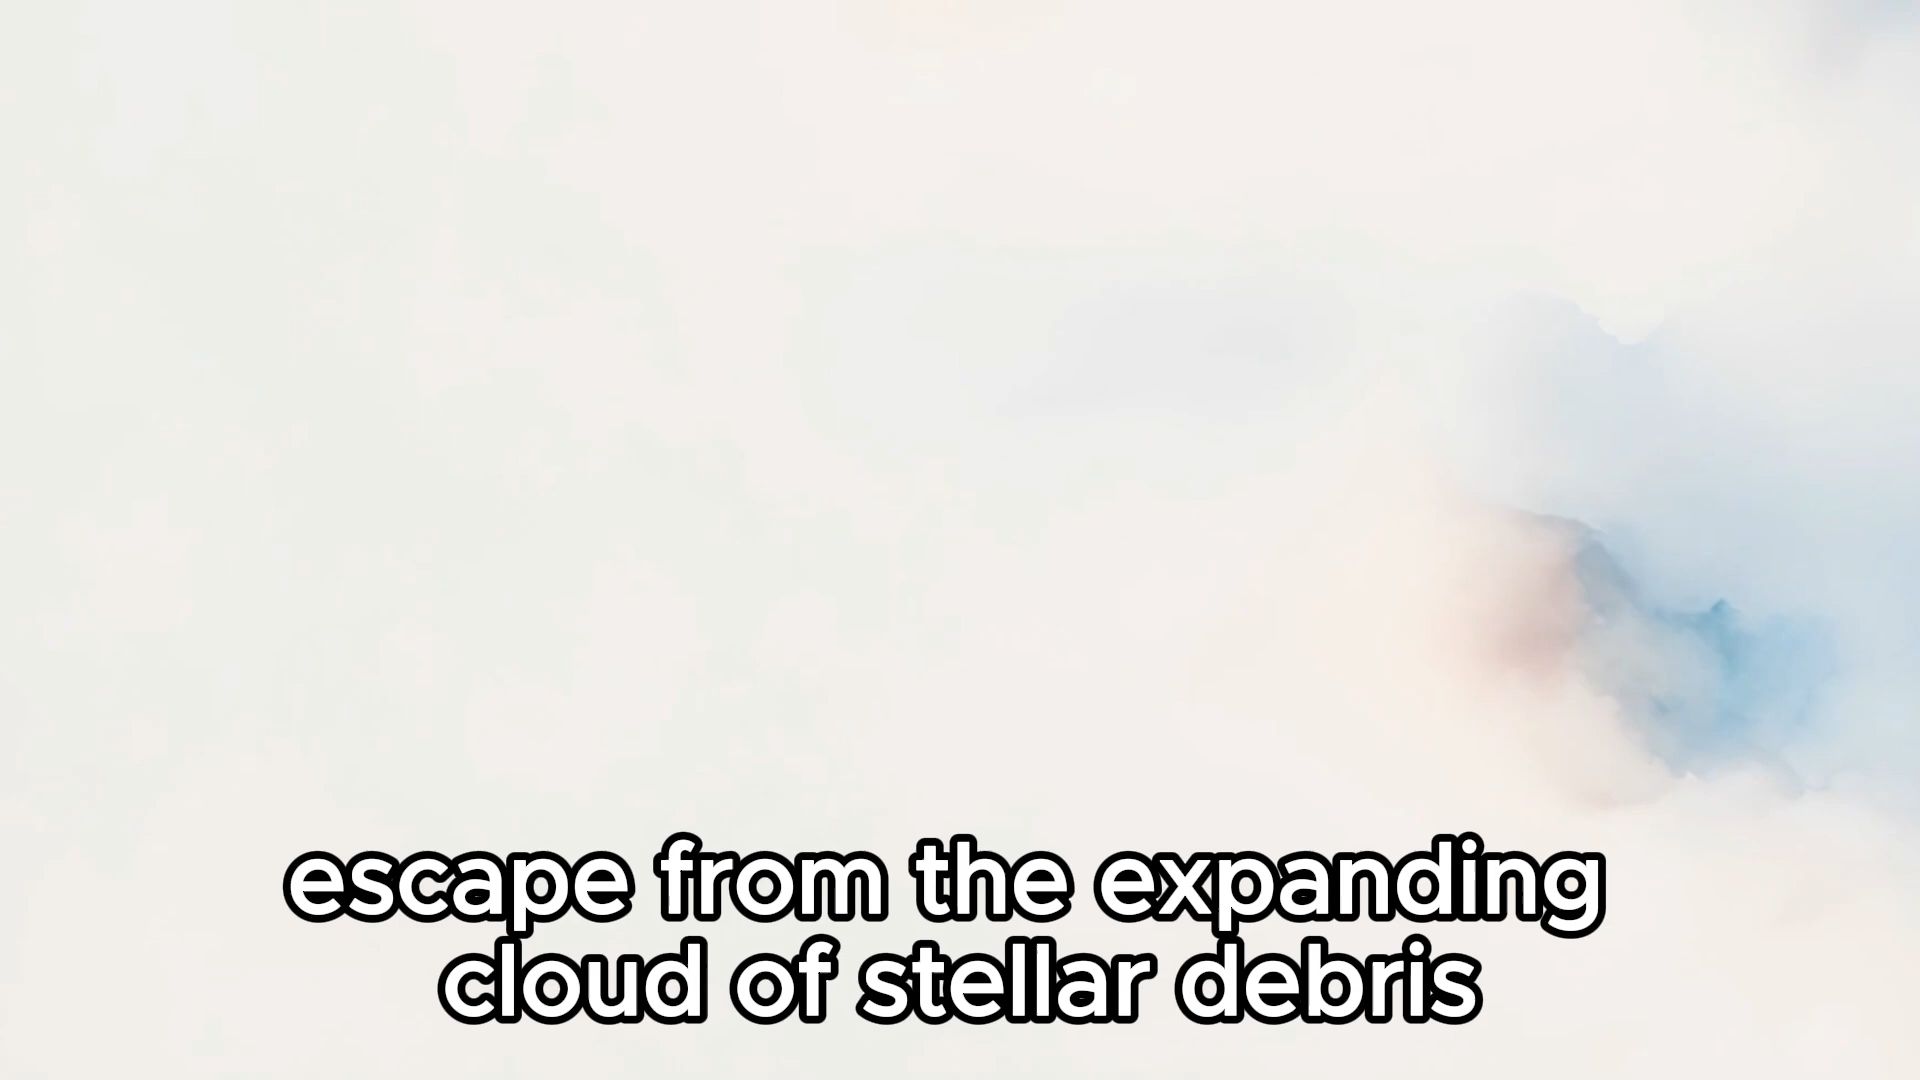 escape from the expanding
cloud of stellar debris